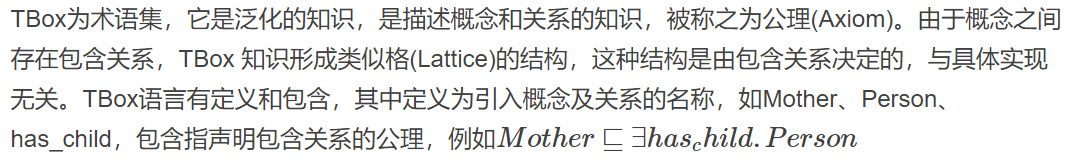 TBox为术语集，它是泛化的知识，是描述概念和关系的知识，被称之为公理(Axiom)。由于概念之间
存在包含关系，TBox 知识形成类似格(Lattice)的结构，这种结构是由包含关系决定的，与具体实现
无关。TBox语言有定义和包含，其中定义为引入概念及关系的名称，如Mother、Person、
has_child，包含指声明包含关系的公理，例如$Mother \sqsubseteq \exists has_child.Person$